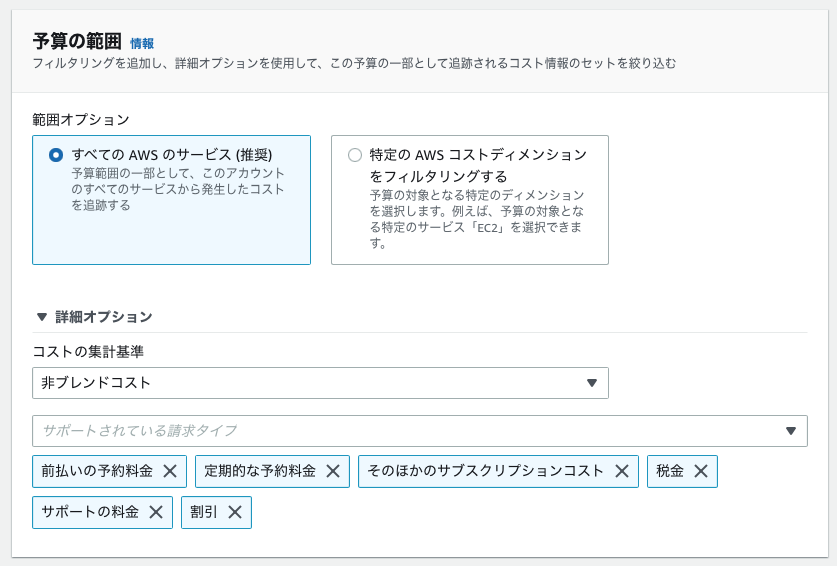 予算の範囲 情報
フィルタリングを追加し、詳細オプションを使用して、この予算の一部として追跡されるコスト情報のセットを絞り込む
範囲オプション
すべての AWS のサービス (推奨)
予算範囲の一部として、このアカウント
のすべてのサービスから発生したコスト
を追跡する
特定の AWS コストディメンション
をフィルタリングする
予算の対象となる特定のディメンション
を選択します。例えば、予算の対象とな
る特定のサービス「EC2」を選択できま
す。
▼ 詳細オプション
コストの集計基準
非ブレンドコスト
サポートされている請求タイプ
前払いの予約料金 定期的な予約料金 そのほかのサブスクリプションコスト 税金
サポートの料金 割引